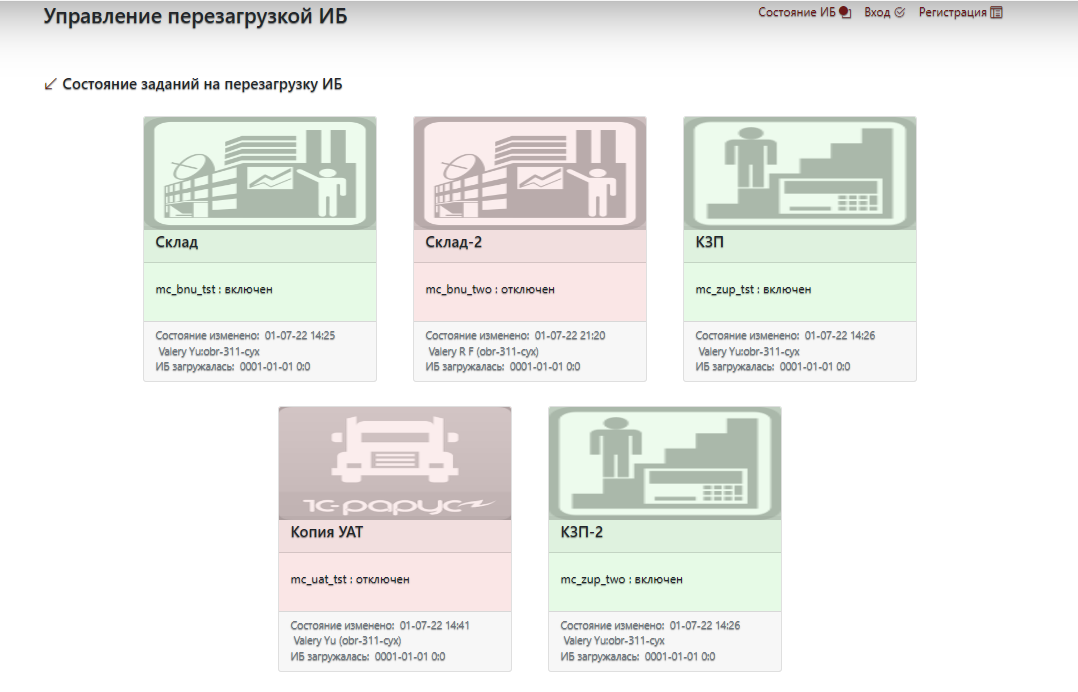 Управление перезагрузкой ИБ
Состояние ИБ Вход Регистрация
Состояние заданий на перезагрузку ИБ
Склад
mc_bnu_tst : включен
Состояние изменено: 01-07-22 14:25
Valery Yu:obr-311-cyx
ИБ загружалась: 0001-01-01 0:0
Склад-2
mc_bnu_two : отключен
Состояние изменено: 01-07-22 21:20
Valery R F (obr-311-cyx)
ИБ загружалась: 0001-01-01 0:0
КЗП
mc_zup_tst : включен
Состояние изменено: 01-07-22 14:26
Valery Yu:obr-311-cyx
ИБ загружалась: 0001-01-01 0:0
1С-рарус
Копия УАТ
mc_uat_tst : отключен
Состояние изменено: 01-07-22 14:41
Valery Yu (obr-311-cyx)
ИБ загружалась: 0001-01-01 0:0
КЗП-2
mc_zup_two : включен
Состояние изменено: 01-07-22 14:26
Valery Yu:obr-311-cyx
ИБ загружалась: 0001-01-01 0:0